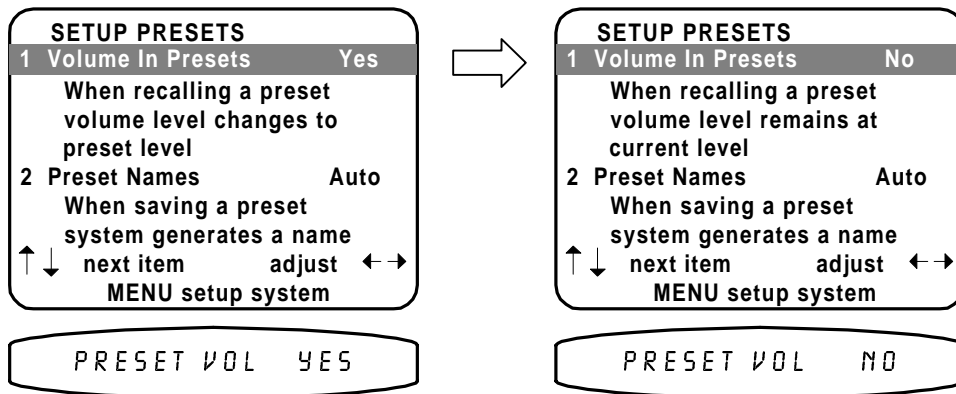 SETUP PRESETS
1 Volume In Presets Yes
When recalling a preset
volume level changes to
preset level
2 Preset Names Auto
When saving a preset
system generates a name
↑↓ next item adjust ←→
MENU setup system
PRESET VOL YES
SETUP PRESETS
1 Volume In Presets No
When recalling a preset
volume level remains at
current level
2 Preset Names Auto
When saving a preset
system generates a name
↑↓ next item adjust ←→
MENU setup system
PRESET VOL NO